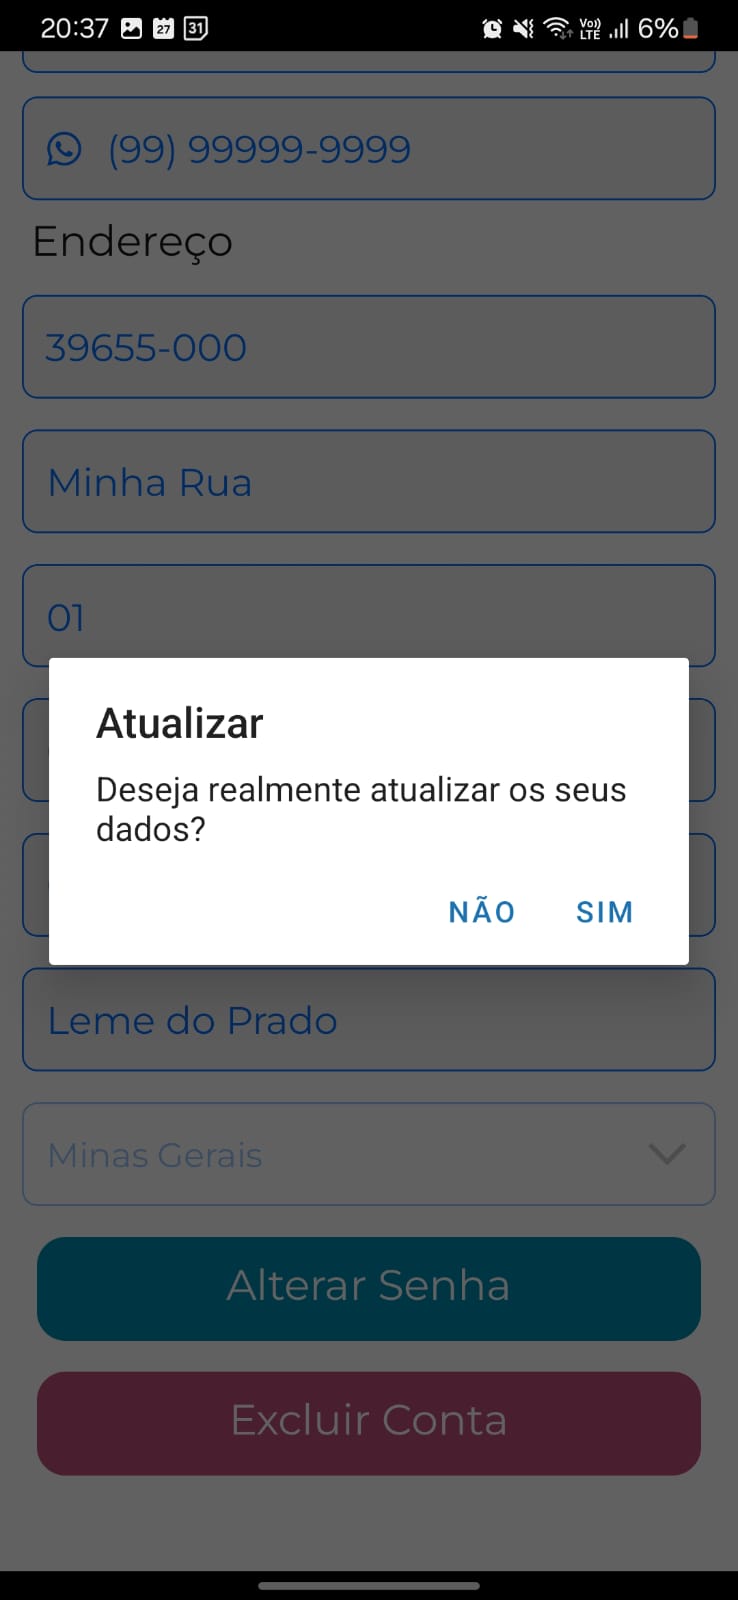 20:37 27 31 Vo)) LTE 6%
(99) 99999-9999
Endereço
39655-000
Minha Rua
01
Atualizar
Deseja realmente atualizar os seus
dados?
NÃO SIM
Leme do Prado
Minas Gerais
Alterar Senha
Excluir Conta